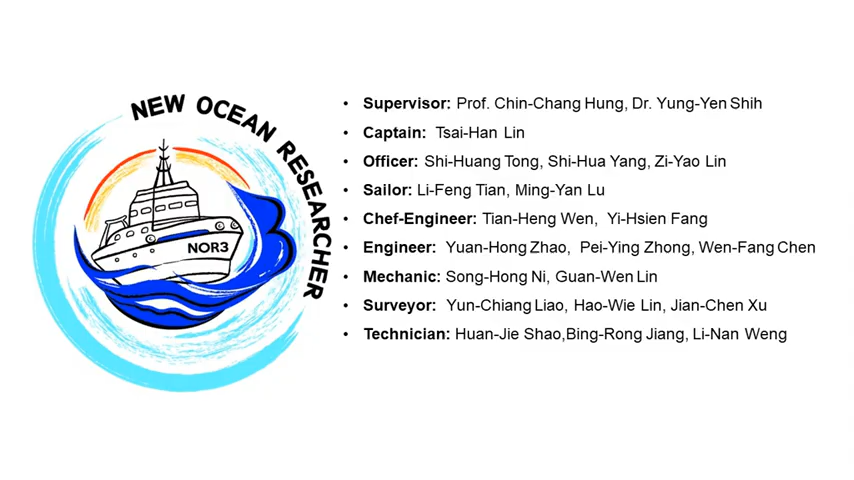 NEW OCEAN RESEARCHER
NOR3
• Supervisor: Prof. Chin-Chang Hung, Dr. Yung-Yen Shih
• Captain: Tsai-Han Lin
• Officer: Shi-Huang Tong, Shi-Hua Yang, Zi-Yao Lin
• Sailor: Li-Feng Tian, Ming-Yan Lu
• Chef-Engineer: Tian-Heng Wen, Yi-Hsien Fang
• Engineer: Yuan-Hong Zhao, Pei-Ying Zhong, Wen-Fang Chen
• Mechanic: Song-Hong Ni, Guan-Wen Lin
• Surveyor: Yun-Chiang Liao, Hao-Wie Lin, Jian-Chen Xu
• Technician: Huan-Jie Shao,Bing-Rong Jiang, Li-Nan Weng